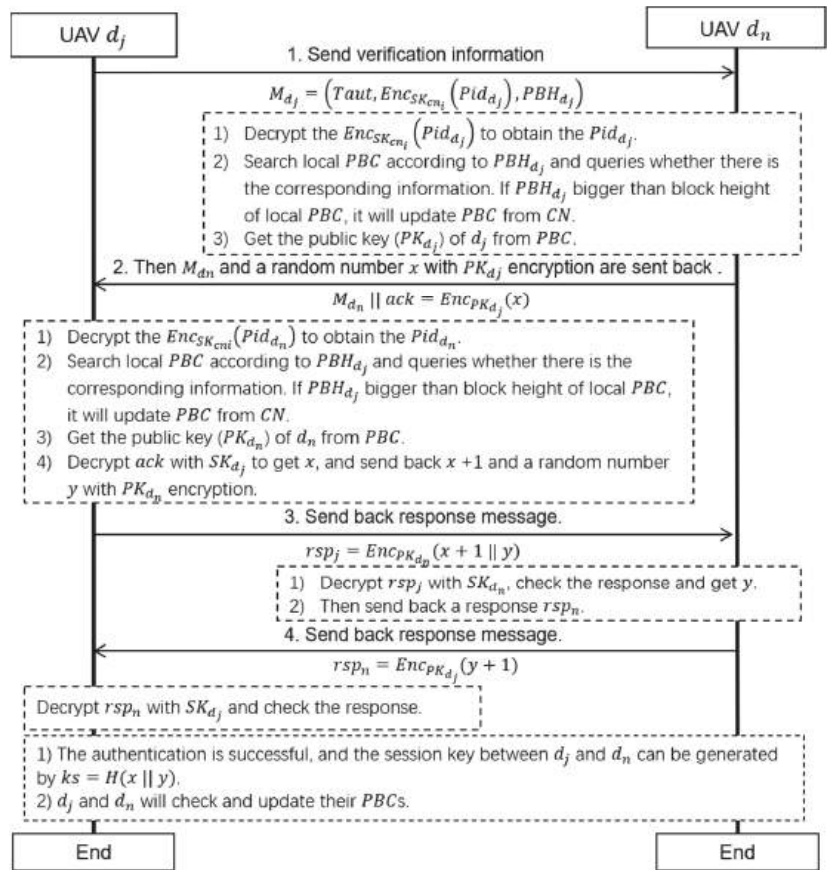 UAV d_j
UAV d_n
1. Send verification information
M_{d_j} = (Taut, Enc_{SK_{cn_i}}(Pid_{d_j}), PBH_{d_j})
1) Decrypt the Enc_{SK_{cn_i}}(Pid_{d_j}) to obtain the Pid_{d_j}.
2) Search local PBC according to PBH_{d_j} and queries whether there is
the corresponding information. If PBH_{d_j} bigger than block height
of local PBC, it will update PBC from CN.
3) Get the public key (PK_{d_j}) of d_j from PBC.
2. Then M_{dn} and a random number x with PK_{dj} encryption are sent back .
M_{d_n} || ack = Enc_{PK_{d_j}}(x)
1) Decrypt the Enc_{SK_{cni}}(Pid_{d_n}) to obtain the Pid_{d_n}.
2) Search local PBC according to PBH_{d_j} and queries whether there is the
corresponding information. If PBH_{d_j} bigger than block height of local PBC,
it will update PBC from CN.
3) Get the public key (PK_{d_n}) of d_n from PBC.
4) Decrypt ack with SK_{d_j} to get x, and send back x +1 and a random number
y with PK_{d_n} encryption.
3. Send back response message.
rsp_j = Enc_{PK_{d_n}}(x + 1 || y)
1) Decrypt rsp_j with SK_{d_n}, check the response and get y.
2) Then send back a response rsp_n.
4. Send back response message.
rsp_n = Enc_{PK_{d_j}}(y + 1)
Decrypt rsp_n with SK_{d_j} and check the response.
1) The authentication is successful, and the session key between d_j and d_n can be generated
by ks = H(x || y).
2) d_j and d_n will check and update their PBCs.
End
End